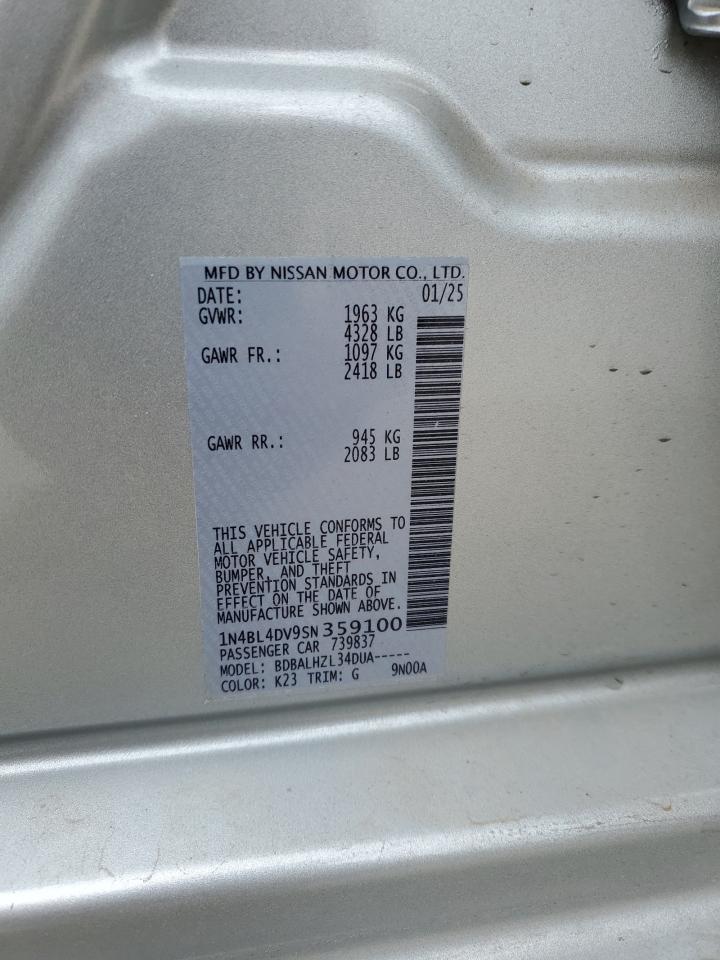 MFD BY NISSAN MOTOR CO., LTD.
DATE: 01/25
GVWR: 1963 KG
4328 LB
GAWR FR.: 1097 KG
2418 LB
GAWR RR.: 945 KG
2083 LB
THIS VEHICLE CONFORMS TO
ALL APPLICABLE FEDERAL
MOTOR VEHICLE SAFETY,
BUMPER, AND THEFT
PREVENTION STANDARDS IN
EFFECT ON THE DATE OF
MANUFACTURE SHOWN ABOVE.
1N4BL4DV9SN 359100
PASSENGER CAR 739837
MODEL: BDBALHZL34DUA-----
COLOR: K23 TRIM: G 9N00A